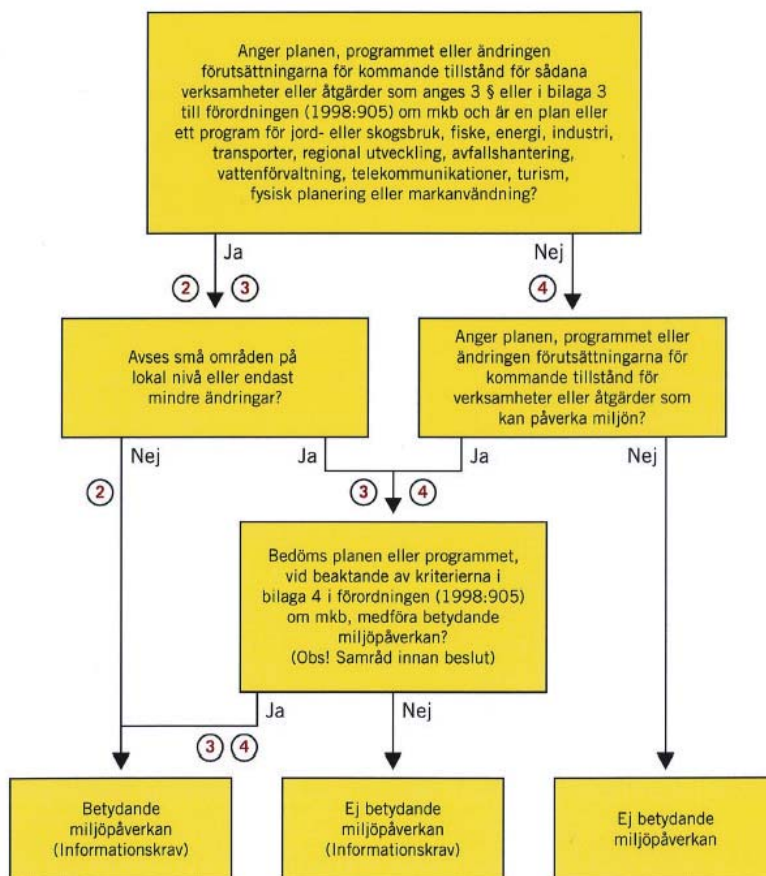 Anger planen, programmet eller ändringen
förutsättningarna för kommande tillstånd för sådana
verksamheter eller åtgärder som anges 3 § eller i bilaga 3
till förordningen (1998:905) om mkb och är en plan eller
ett program för jord- eller skogsbruk, fiske, energi, industri,
transporter, regional utveckling, avfallshantering,
vattenförvaltning, telekommunikationer, turism,
fysisk planering eller markanvändning?
Ja
Nej
2
3
4
Avses små områden på
lokal nivå eller endast
mindre ändringar?
Anger planen, programmet eller
ändringen förutsättningarna för
kommande tillstånd för
verksamheter eller åtgärder som
kan påverka miljön?
Nej
Ja
Ja
Nej
2
3
4
Bedöms planen eller programmet,
vid beaktande av kriterierna i
bilaga 4 i förordningen (1998:905)
om mkb, medföra betydande
miljöpåverkan?
(Obs! Samråd innan beslut)
Ja
Nej
3
4
Betydande
miljöpåverkan
(Informationskrav)
Ej betydande
miljöpåverkan
(Informationskrav)
Ej betydande
miljöpåverkan